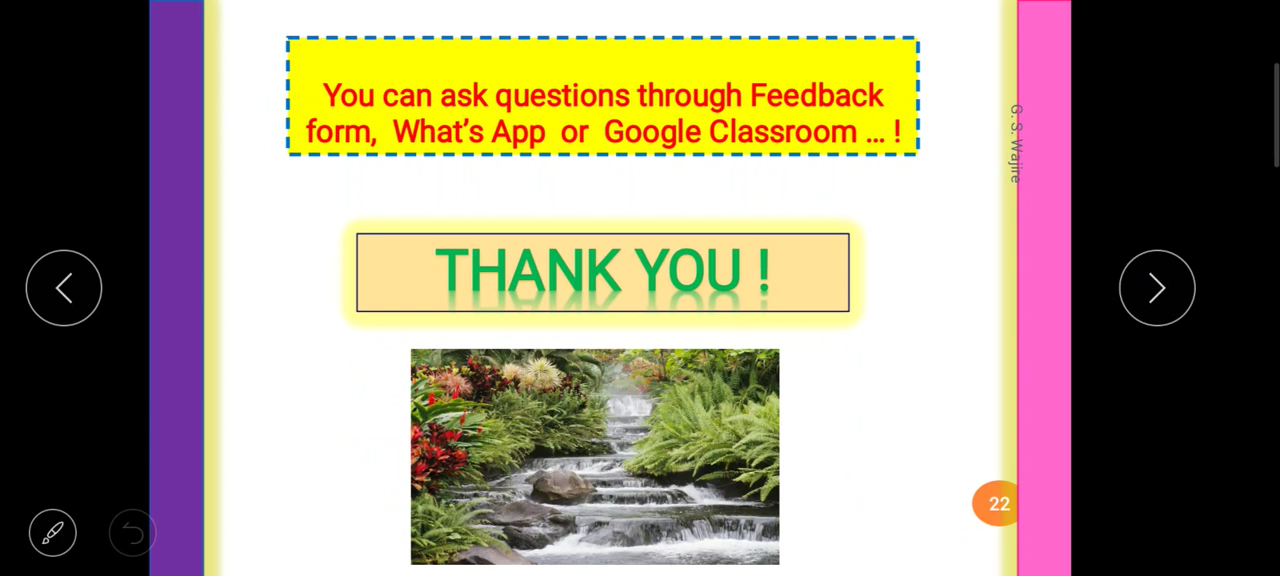 You can ask questions through Feedback
form, What's App or Google Classroom ... !
G. S. Wajire
THANK YOU !
22